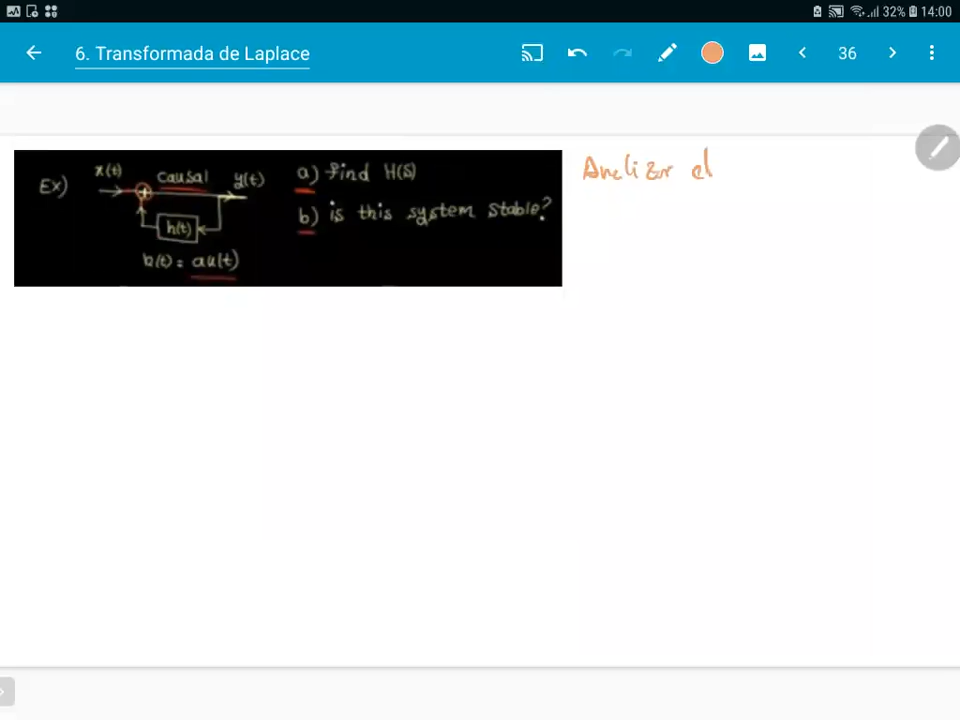 32% 14:00
6. Transformada de Laplace
36
Ex) x(t) causal y(t)
h(t)
h(t) = au(t)
a) Find H(s)
b) is this system stable?
Analizar el